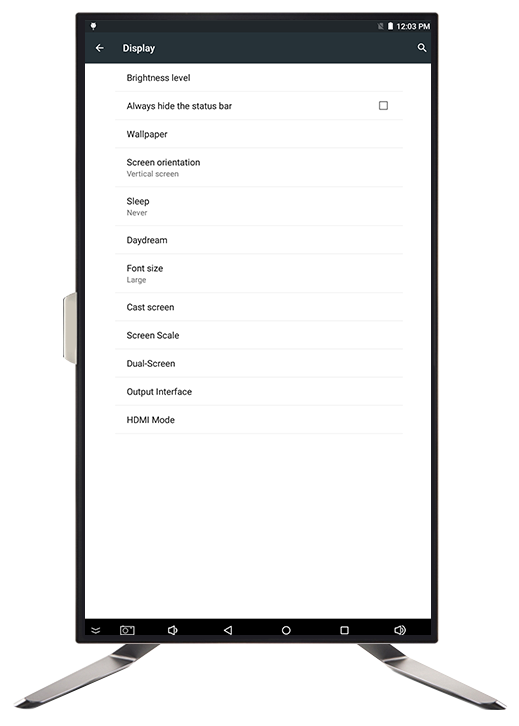 12:03 PM
Display
Brightness level
Always hide the status bar
Wallpaper
Screen orientation
Vertical screen
Sleep
Never
Daydream
Font size
Large
Cast screen
Screen Scale
Dual-Screen
Output Interface
HDMI Mode